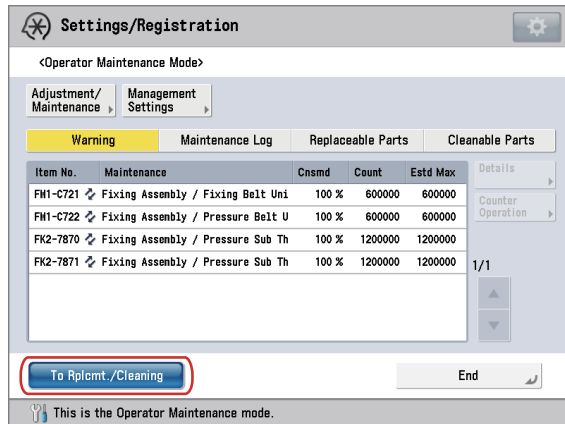 Settings/Registration
<Operator Maintenance Mode>
Adjustment/
Maintenance
Management
Settings
Warning Maintenance Log Replaceable Parts Cleanable Parts
Item No. Maintenance Cnsmd Count Estd Max
FM1-C721 Fixing Assembly / Fixing Belt Uni 100 % 600000 600000
FM1-C722 Fixing Assembly / Pressure Belt U 100 % 600000 600000
FK2-7870 Fixing Assembly / Pressure Sub Th 100 % 1200000 1200000
FK2-7871 Fixing Assembly / Pressure Sub Th 100 % 1200000 1200000
Details
Counter
Operation
1/1
To Rplcmt./Cleaning
End
This is the Operator Maintenance mode.